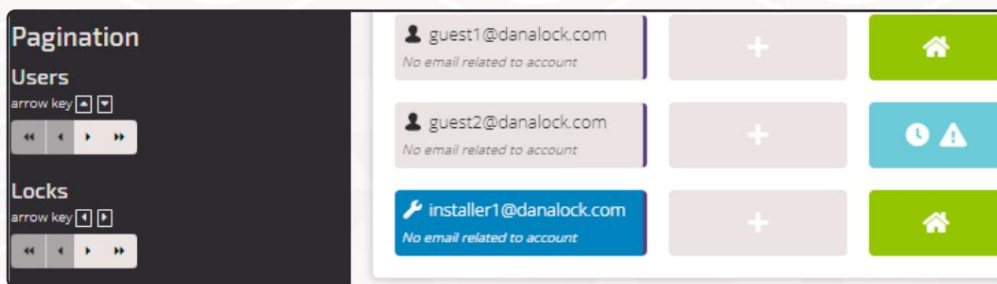 Pagination
Users
arrow key
Locks
arrow key
guest1@danalock.com
No email related to account
guest2@danalock.com
No email related to account
installer1@danalock.com
No email related to account